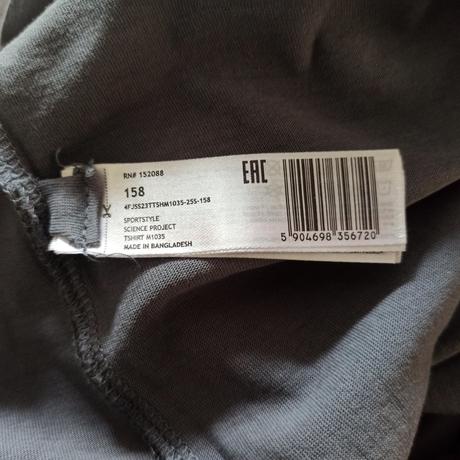 RN# 152088
158
4FJSS23TTSHM1035-25S-158
SPORTSTYLE
SCIENCE PROJECT
TSHIRT M1035
MADE IN BANGLADESH
EAC
5 904698 356720